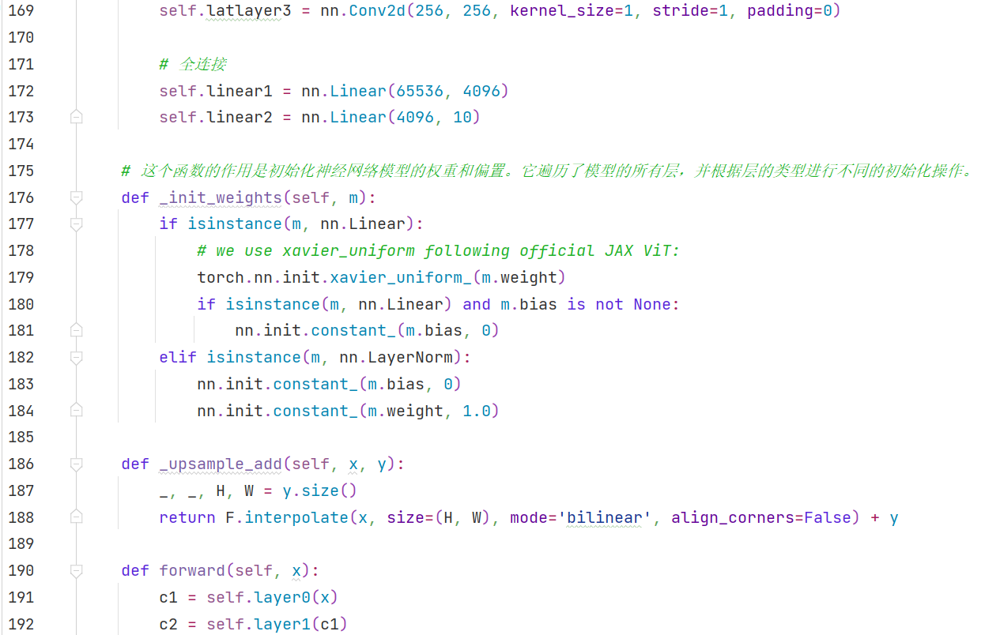 169 self.latlayer3 = nn.Conv2d(256, 256, kernel_size=1, stride=1, padding=0)
170
171 # 全连接
172 self.linear1 = nn.Linear(65536, 4096)
173 self.linear2 = nn.Linear(4096, 10)
174
175 # 这个函数的作用是初始化神经网络模型的权重和偏置。它遍历了模型的所有层，并根据层的类型进行不同的初始化操作。
176 def _init_weights(self, m):
177 if isinstance(m, nn.Linear):
178 # we use xavier_uniform following official JAX ViT:
179 torch.nn.init.xavier_uniform_(m.weight)
180 if isinstance(m, nn.Linear) and m.bias is not None:
181 nn.init.constant_(m.bias, 0)
182 elif isinstance(m, nn.LayerNorm):
183 nn.init.constant_(m.bias, 0)
184 nn.init.constant_(m.weight, 1.0)
185
186 def _upsample_add(self, x, y):
187 _, _, H, W = y.size()
188 return F.interpolate(x, size=(H, W), mode='bilinear', align_corners=False) + y
189
190 def forward(self, x):
191 c1 = self.layer0(x)
192 c2 = self.layer1(c1)